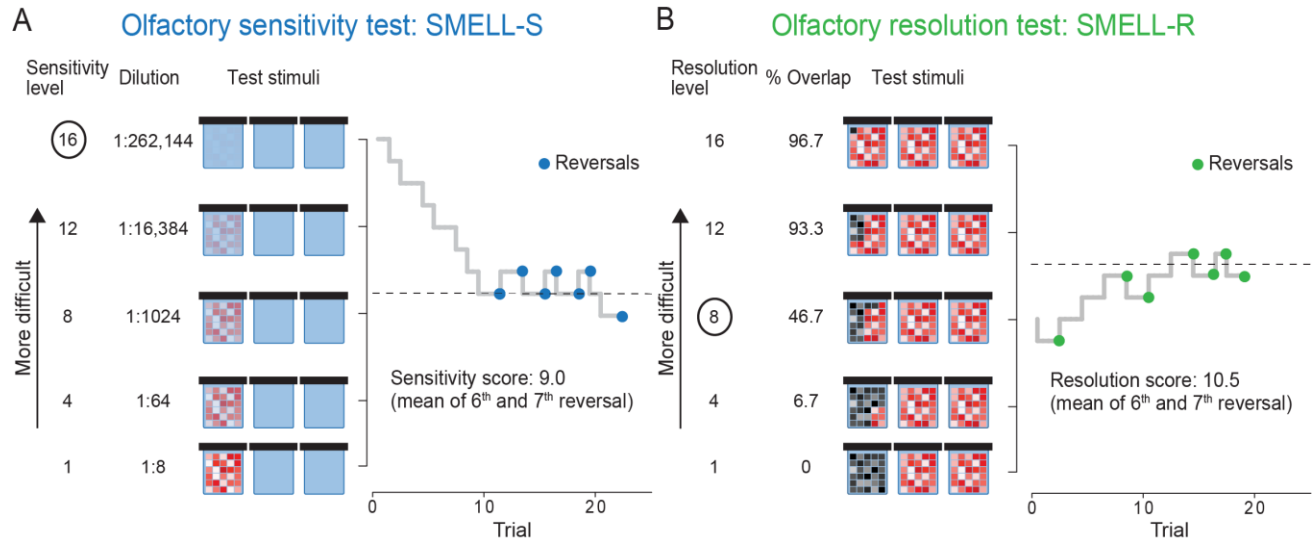 A
Olfactory sensitivity test: SMELL-S
Sensitivity
level
Dilution
Test stimuli
16
1:262,144
12
1:16,384
8
1:1024
4
1:64
1
1:8
More difficult
Reversals
Sensitivity score: 9.0
(mean of 6th and 7th reversal)
0
10
20
Trial
B
Olfactory resolution test: SMELL-R
Resolution
level
% Overlap
Test stimuli
16
96.7
12
93.3
8
46.7
4
6.7
1
0
More difficult
Reversals
Resolution score: 10.5
(mean of 6th and 7th reversal)
0
10
20
Trial